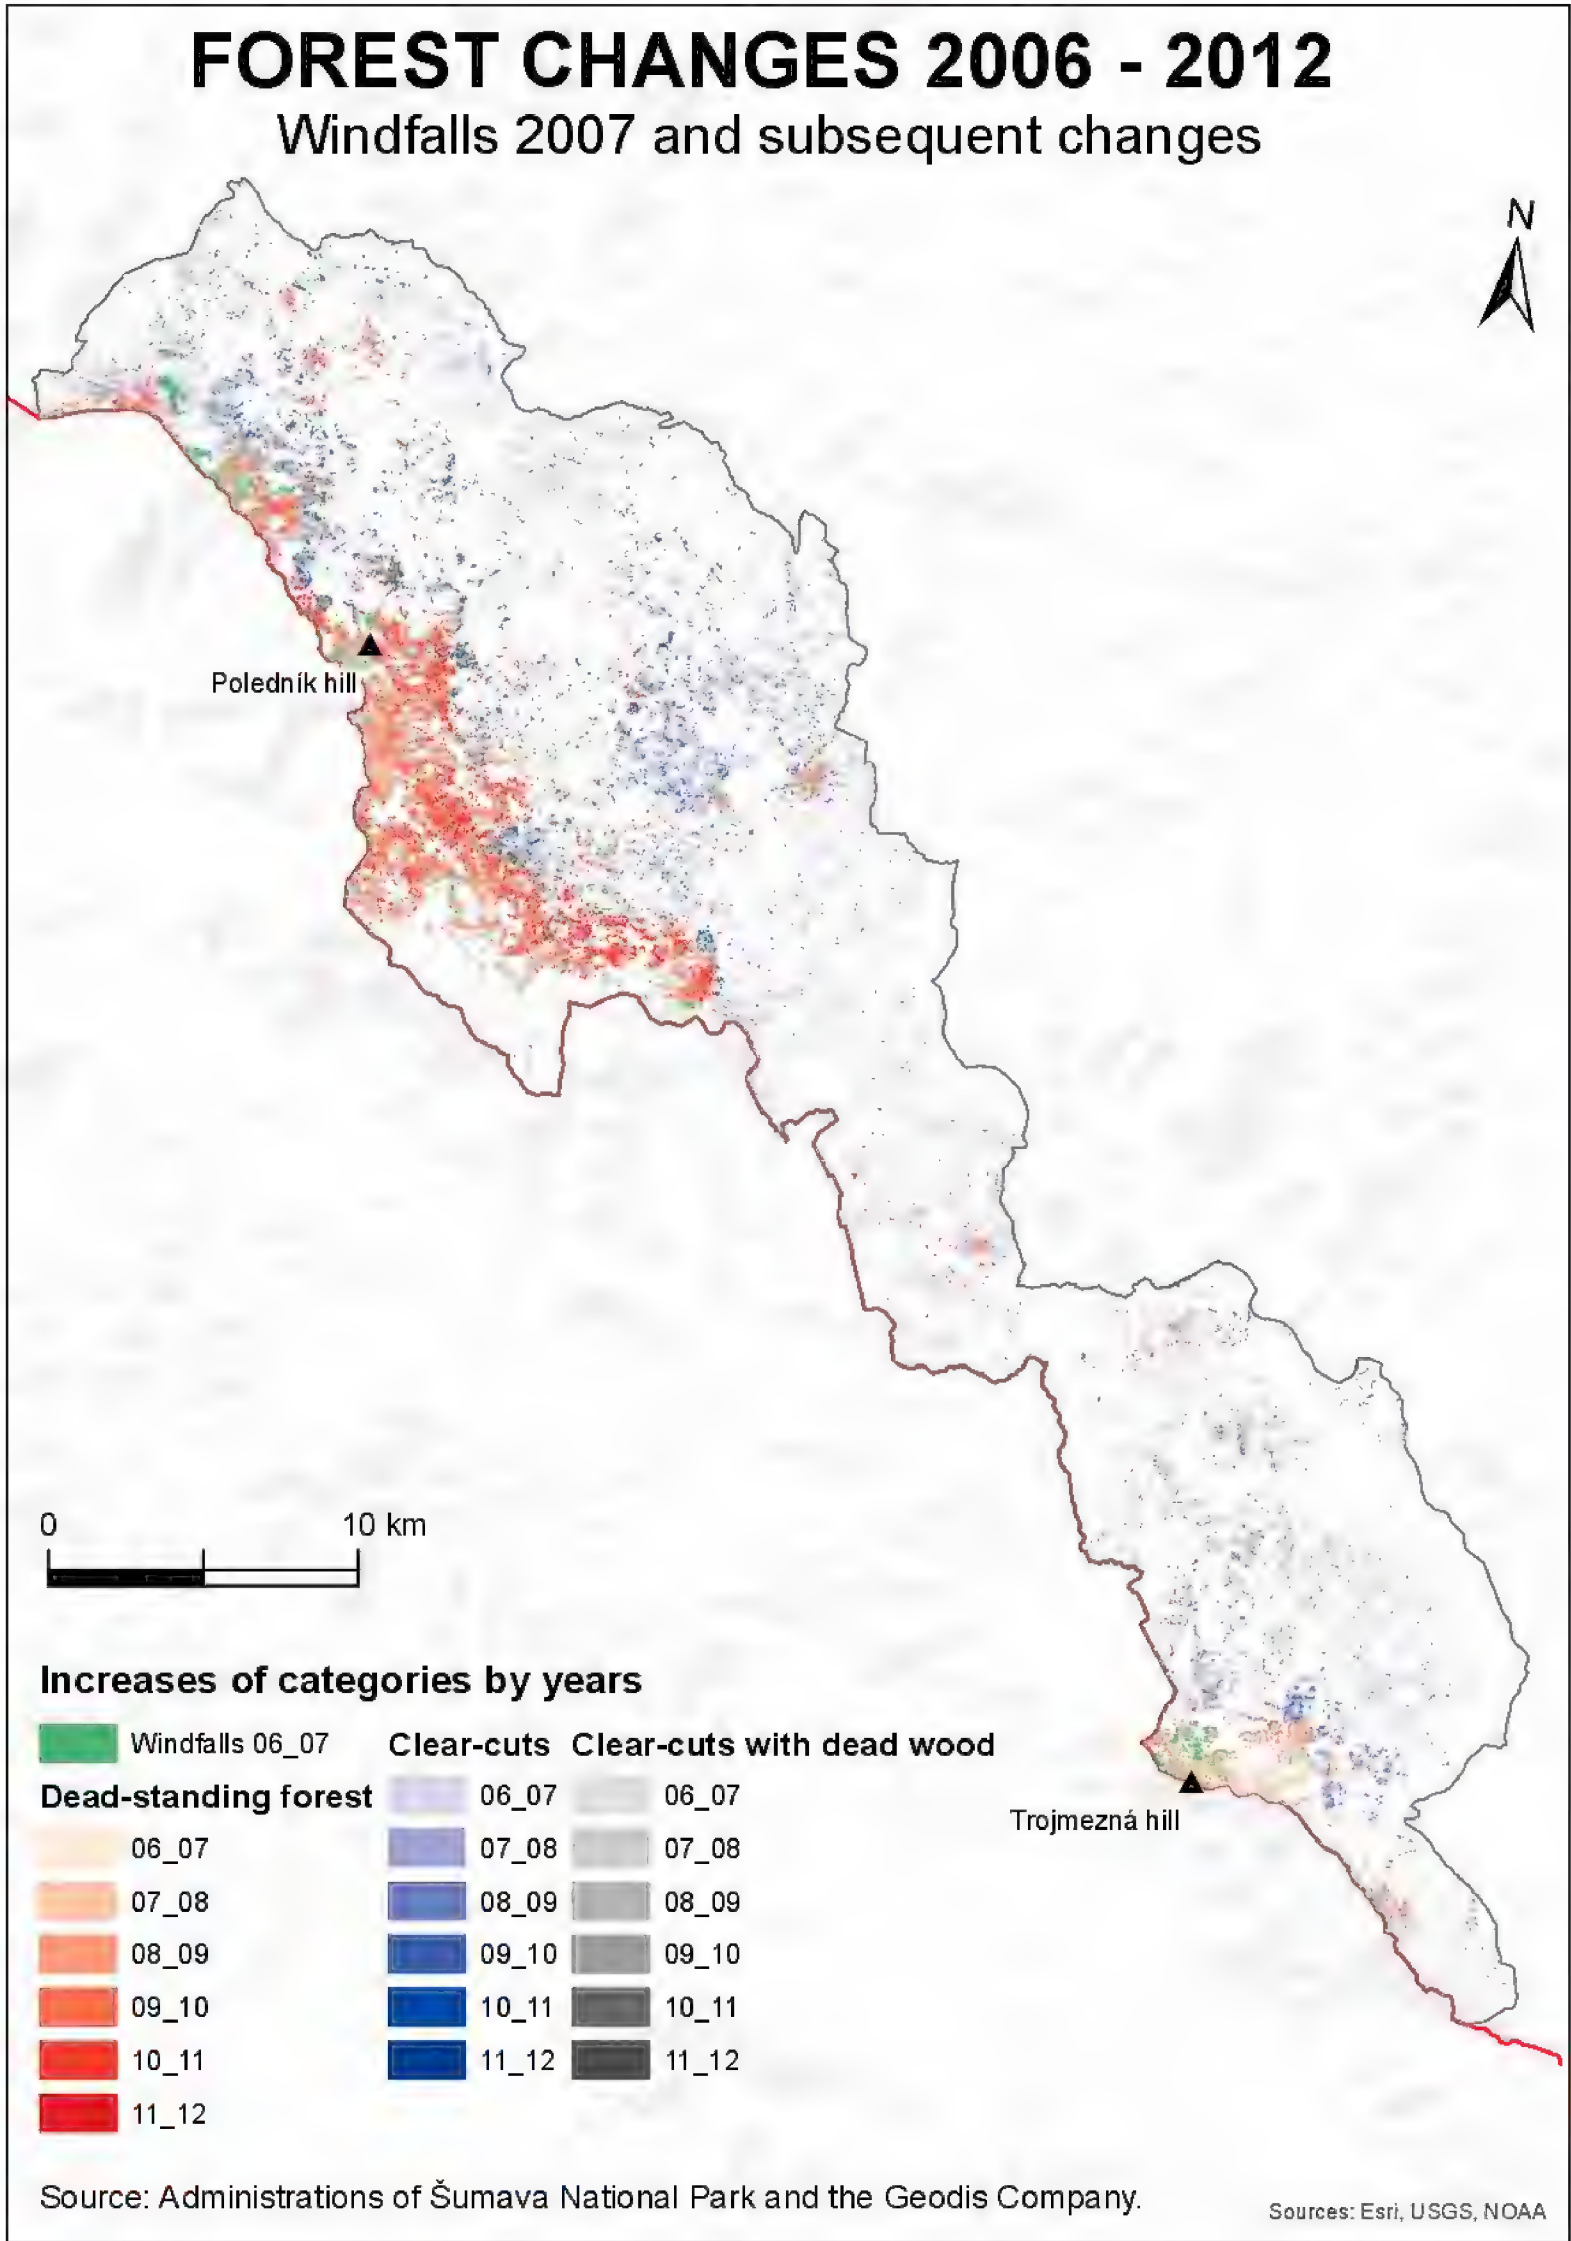 FOREST CHANGES 2006 - 2012
Windfalls 2007 and subsequent changes
N
Poledník hill
0 10 km
Increases of categories by years
Windfalls 06_07 Clear-cuts Clear-cuts with dead wood
Dead-standing forest 06_07 06_07
06_07 07_08 07_08
07_08 08_09 08_09
08_09 09_10 09_10
09_10 10_11 10_11
10_11 11_12 11_12
11_12
Trojmezná hill
Source: Administrations of Šumava National Park and the Geodis Company.
Sources: Esri, USGS, NOAA